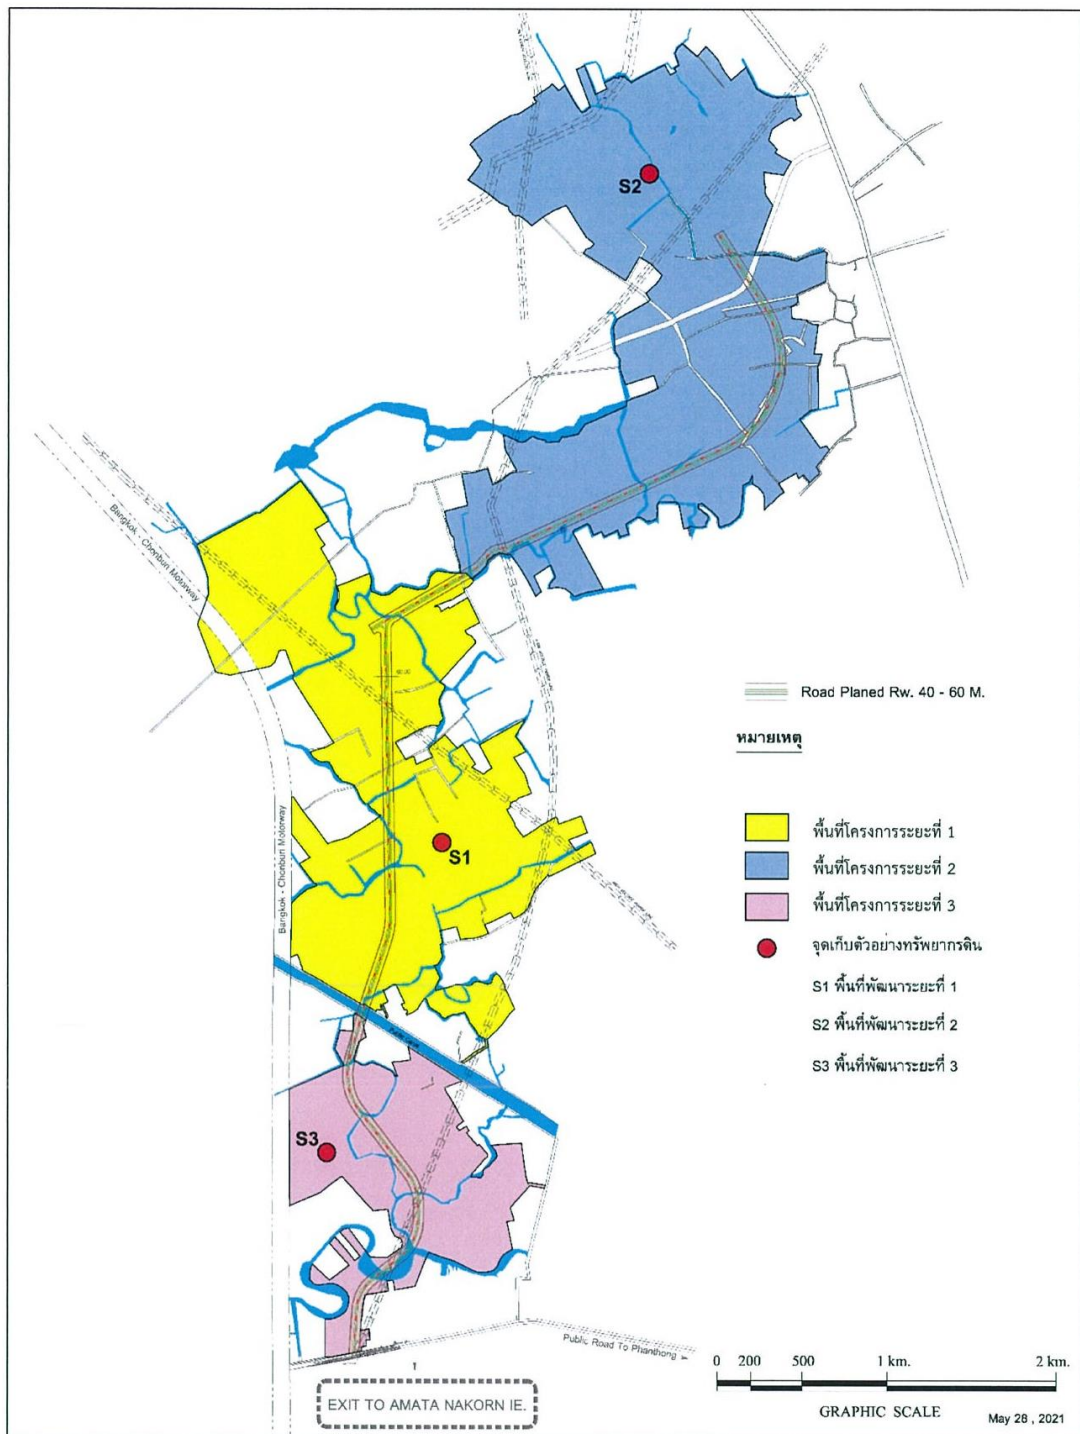 S2
Bangkok - Chonburi Motorway
Road Planed Rw. 40 - 60 M.
หมายเหตุ
พื้นที่โครงการระยะที่ 1
พื้นที่โครงการระยะที่ 2
พื้นที่โครงการระยะที่ 3
จุดเก็บตัวอย่างทรัพยากรดิน
S1 พื้นที่พัฒนาระยะที่ 1
S2 พื้นที่พัฒนาระยะที่ 2
S3 พื้นที่พัฒนาระยะที่ 3
S1
Bangkok - Chonburi Motorway
S3
Public Road To Phanthong
EXIT TO AMATA NAKORN IE.
0 200 500 1 km. 2 km.
GRAPHIC SCALE
May 28 , 2021